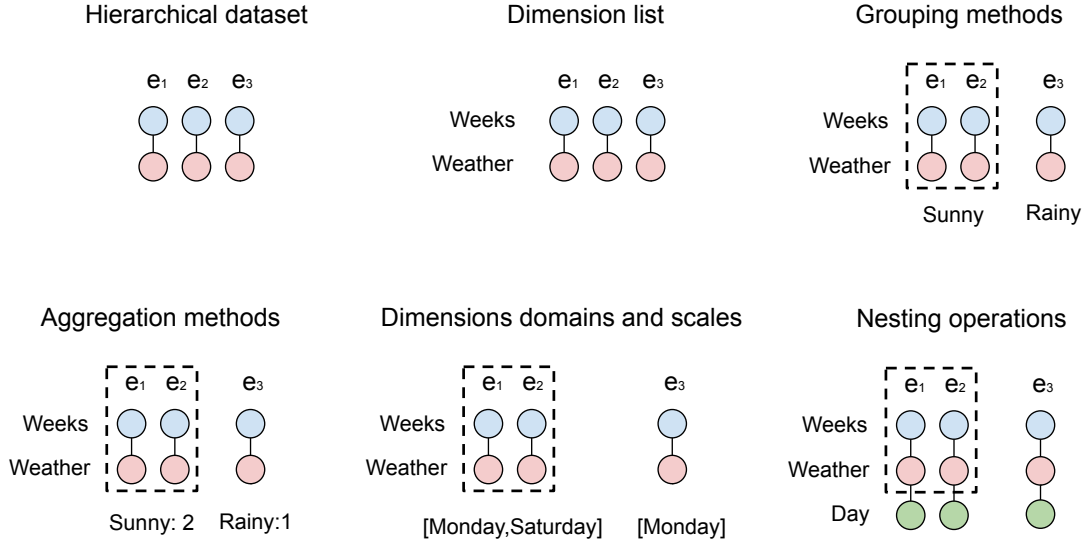 Hierarchical dataset
Dimension list
Grouping methods
e1 e2 e3
e1 e2 e3
e1 e2 e3
Weeks
Weeks
Weather
Weather
Sunny
Rainy
Aggregation methods
Dimensions domains and scales
Nesting operations
e1 e2 e3
e1 e2 e3
e1 e2 e3
Weeks
Weeks
Weeks
Weather
Weather
Weather
Day
Sunny: 2
Rainy:1
[Monday,Saturday]
[Monday]